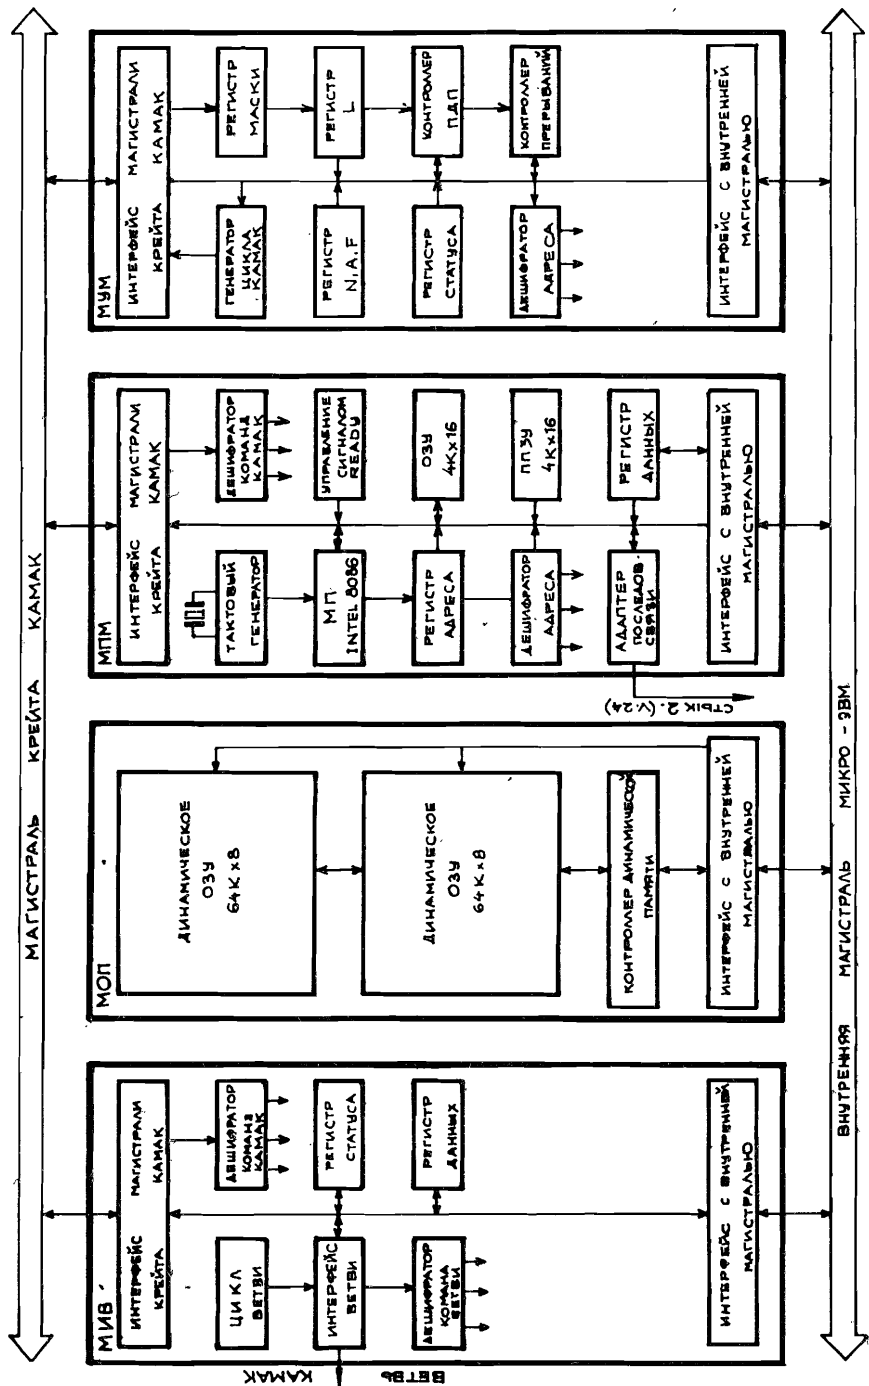 МАГИСТРАЛЬ КРЕЙТА КАМАК
МИВ
ИНТЕРФЕЙС МАГИСТРАЛИ
КРЕЙТА КАМАК
ЦИКЛ
ВЕТВИ
ДЕШИФРАТОР
КОМАНД
КАМАК
ИНТЕРФЕЙС
ВЕТВИ
РЕГИСТР
СТАТУСА
ДЕШИФРАТОР
КОМАНД
ВЕТВИ
РЕГИСТР
ДАННЫХ
ИНТЕРФЕЙС С ВНУТРЕННЕЙ
МАГИСТРАЛЬЮ
ВЕТВЬ
КАМАК
МОП
ДИНАМИЧЕСКОЕ
ОЗУ
64К х 8
ДИНАМИЧЕСКОЕ
ОЗУ
64К х 8
КОНТРОЛЛЕР ДИНАМИЧЕСКОЙ
ПАМЯТИ
ИНТЕРФЕЙС С ВНУТРЕННЕЙ
МАГИСТРАЛЬЮ
МПМ
ИНТЕРФЕЙС МАГИСТРАЛИ
КРЕЙТА КАМАК
ТАКТОВЫЙ
ГЕНЕРАТОР
ДЕШИФРАТОР
КОМАНД
КАМАК
МП
INTEL 8086
УПРАВЛЕНИЕ
СИГНАЛОМ
READY
РЕГИСТР
АДРЕСА
ОЗУ
4К х 16
ДЕШИФРАТОР
АДРЕСА
ППЗУ
4К х 16
АДАПТЕР
ПОСЛЕДОВ.
СВЯЗИ
РЕГИСТР
ДАННЫХ
ИНТЕРФЕЙС С ВНУТРЕННЕЙ
МАГИСТРАЛЬЮ
СТЫК 2. (V.24)
МУМ
ИНТЕРФЕЙС МАГИСТРАЛИ
КРЕЙТА КАМАК
ГЕНЕРАТОР
ЦИКЛА
КАМАК
РЕГИСТР
МАСКИ
РЕГИСТР
N.A.F
РЕГИСТР
L
РЕГИСТР
СТАТУСА
КОНТРОЛЛЕР
ПДП
ДЕШИФРАТОР
АДРЕСА
КОНТРОЛЛЕР
ПРЕРЫВАНИЙ
ИНТЕРФЕЙС С ВНУТРЕННЕЙ
МАГИСТРАЛЬЮ
ВНУТРЕННЯЯ МАГИСТРАЛЬ МИКРО - ЭВМ